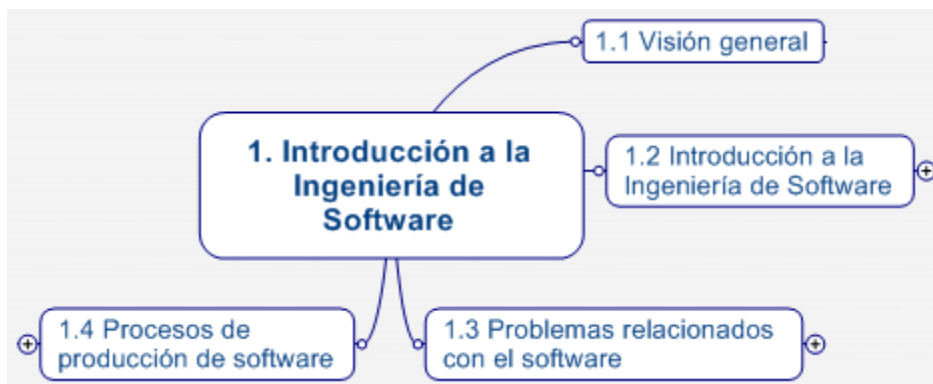 1.1 Visión general
1. Introducción a la
Ingeniería de
Software
1.2 Introducción a la
Ingeniería de Software
1.3 Problemas relacionados
con el software
1.4 Procesos de
producción de software